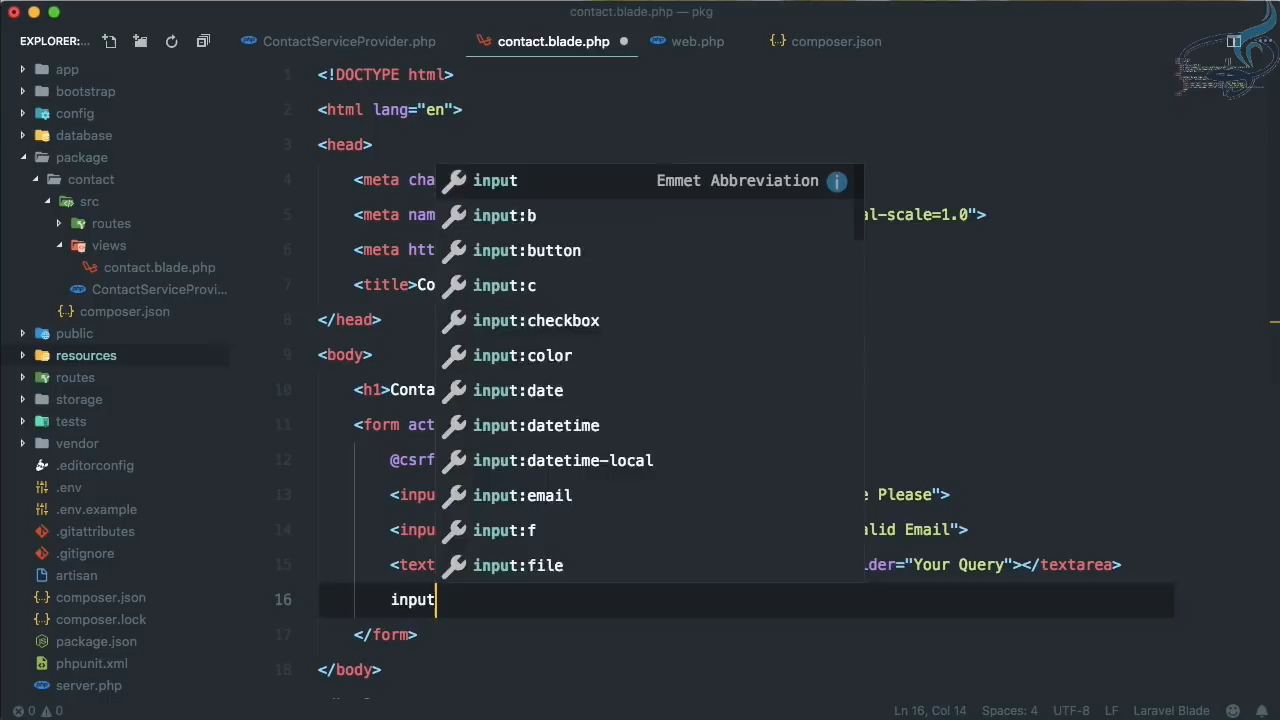 contact.blade.php — pkg
EXPLORER:...
ContactServiceProvider.php
contact.blade.php
web.php
{} composer.json
app
bootstrap
config
database
package
contact
src
routes
views
contact.blade.php
ContactServiceProvi...
{} composer.json
public
resources
routes
storage
tests
vendor
.editorconfig
.env
.env.example
.gitattributes
.gitignore
artisan
{} composer.json
{} composer.lock
package.json
phpunit.xml
server.php
1 <!DOCTYPE html>
2 <html lang="en">
3 <head>
4 <meta cha
5 <meta nam al-scale=1.0">
6 <meta htt
7 <title>Co
8 </head>
9 <body>
10 <h1>Conta
11 <form act
12 @csrf
13 <inpu e Please">
14 <inpu alid Email">
15 <text lder="Your Query"></textarea>
16 input
17 </form>
18 </body>
input Emmet Abbreviation
input:b
input:button
input:c
input:checkbox
input:color
input:date
input:datetime
input:datetime-local
input:email
input:f
input:file
0 0
Ln 16, Col 14
Spaces: 4
UTF-8
LF
Laravel Blade